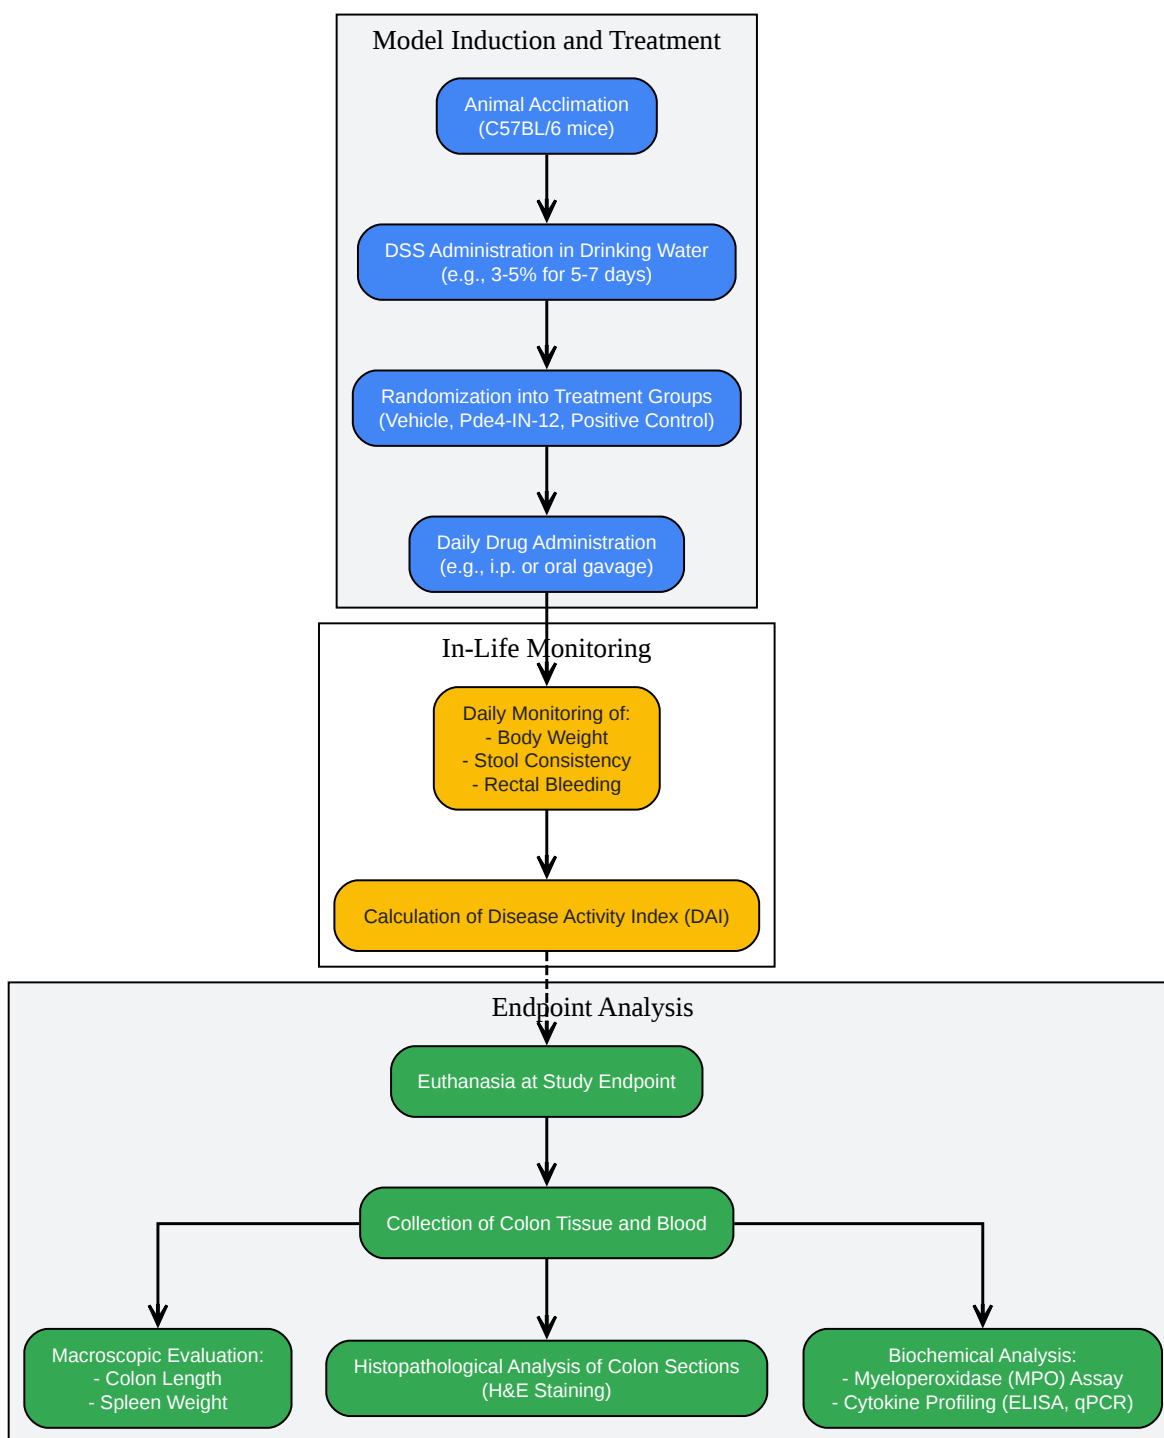 Model Induction and Treatment
Animal Acclimation
(C57BL/6 mice)
DSS Administration in Drinking Water
(e.g., 3-5% for 5-7 days)
Randomization into Treatment Groups
(Vehicle, Pde4-IN-12, Positive Control)
Daily Drug Administration
(e.g., i.p. or oral gavage)
In-Life Monitoring
Daily Monitoring of:
- Body Weight
- Stool Consistency
- Rectal Bleeding
Calculation of Disease Activity Index (DAI)
Endpoint Analysis
Euthanasia at Study Endpoint
Collection of Colon Tissue and Blood
Macroscopic Evaluation:
- Colon Length
- Spleen Weight
Histopathological Analysis of Colon Sections
(H&E Staining)
Biochemical Analysis:
- Myeloperoxidase (MPO) Assay
- Cytokine Profiling (ELISA, qPCR)